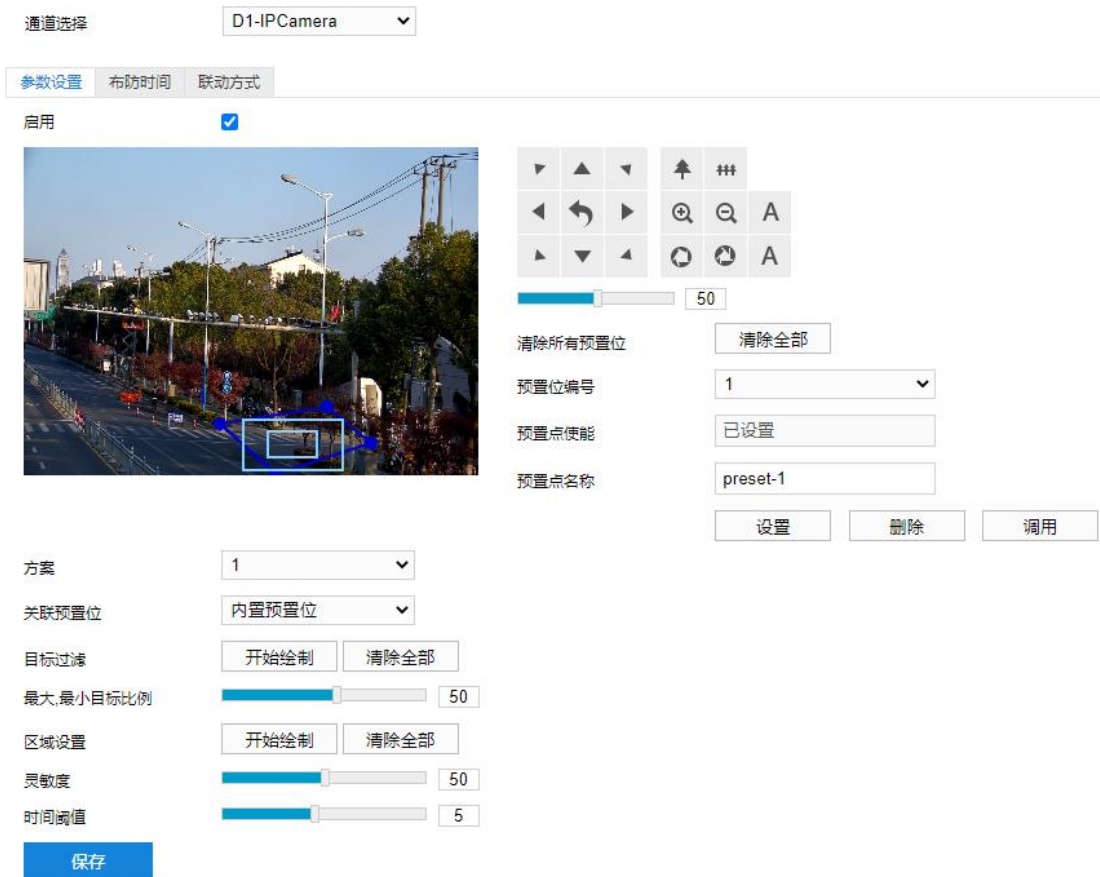 通道选择 D1-IPCamera
参数设置 布防时间 联动方式
启用
A
A
50
清除所有预置位 清除全部
预置位编号 1
预置点使能 已设置
预置点名称 preset-1
设置 删除 调用
方案 1
关联预置位 内置预置位
目标过滤 开始绘制 清除全部
最大,最小目标比例 50
区域设置 开始绘制 清除全部
灵敏度 50
时间阈值 5
保存